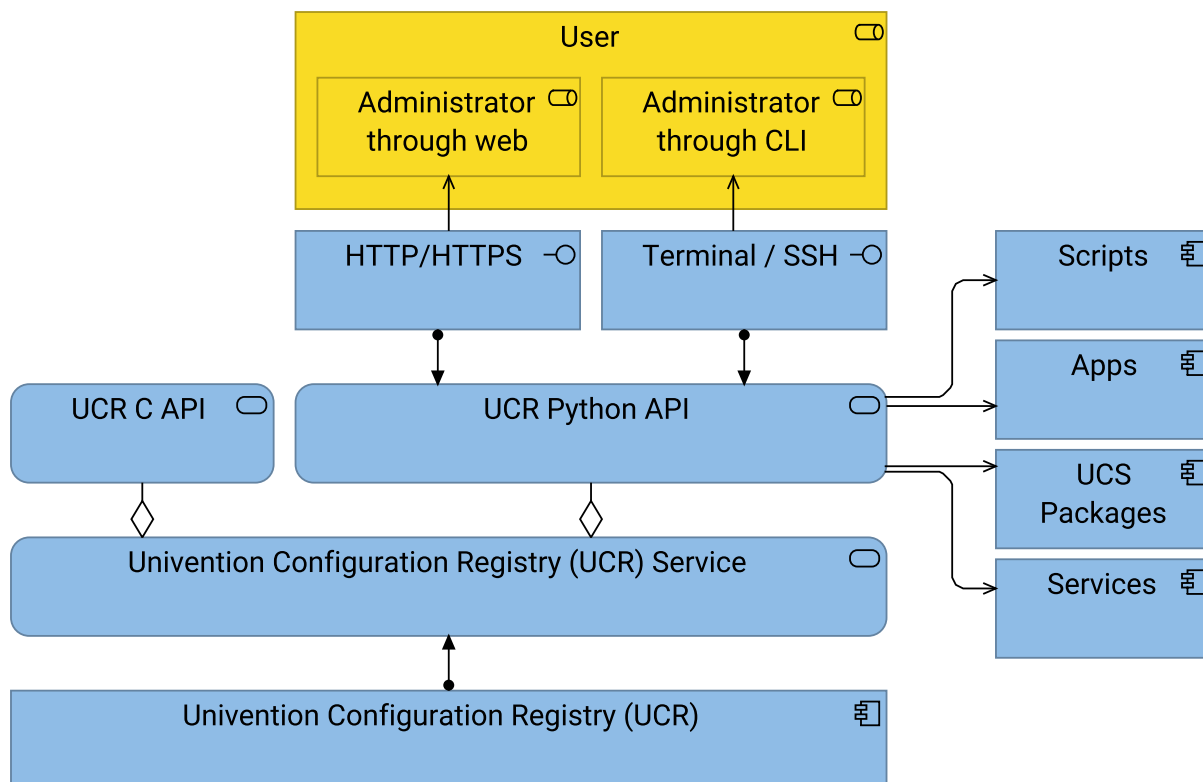 User
Administrator
through web
Administrator
through CLI
HTTP/HTTPS
Terminal / SSH
Scripts
Apps
UCR C API
UCR Python API
UCS
Packages
Univention Configuration Registry (UCR) Service
Services
Univention Configuration Registry (UCR)